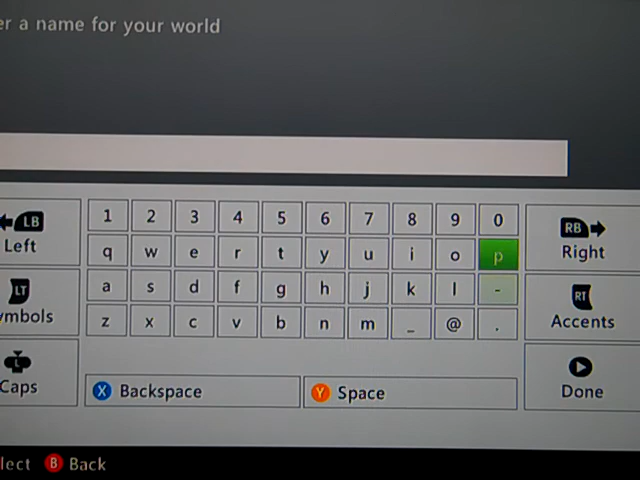 er a name for your world
LB
Left
1 2 3 4 5 6 7 8 9 0
RB
Right
q w e r t y u i o p
LT
mbols
a s d f g h j k l -
RT
Accents
z x c v b n m _ @ .
L
Caps
X Backspace
Y Space
Done
lect B Back